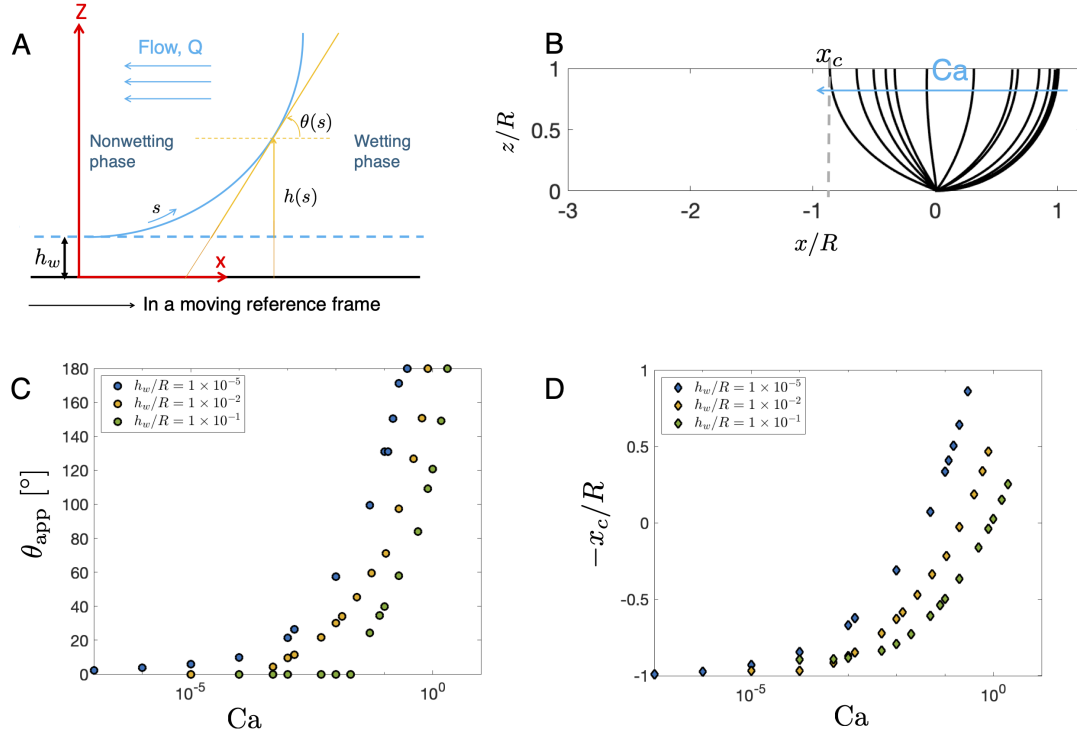 A
Z
Flow, Q
θ(s)
Nonwetting
phase
Wetting
phase
s
h(s)
h_w
x
In a moving reference frame
B
x_c
Ca
1
0.5
0
z/R
-3
-2
-1
0
1
x/R
C
180
160
140
120
100
80
60
40
20
0
θ_app [°]
h_w/R = 1 × 10^-5
h_w/R = 1 × 10^-2
h_w/R = 1 × 10^-1
10^-5
10^0
Ca
D
1
0.5
0
-0.5
-1
-x_c/R
h_w/R = 1 × 10^-5
h_w/R = 1 × 10^-2
h_w/R = 1 × 10^-1
10^-5
10^0
Ca